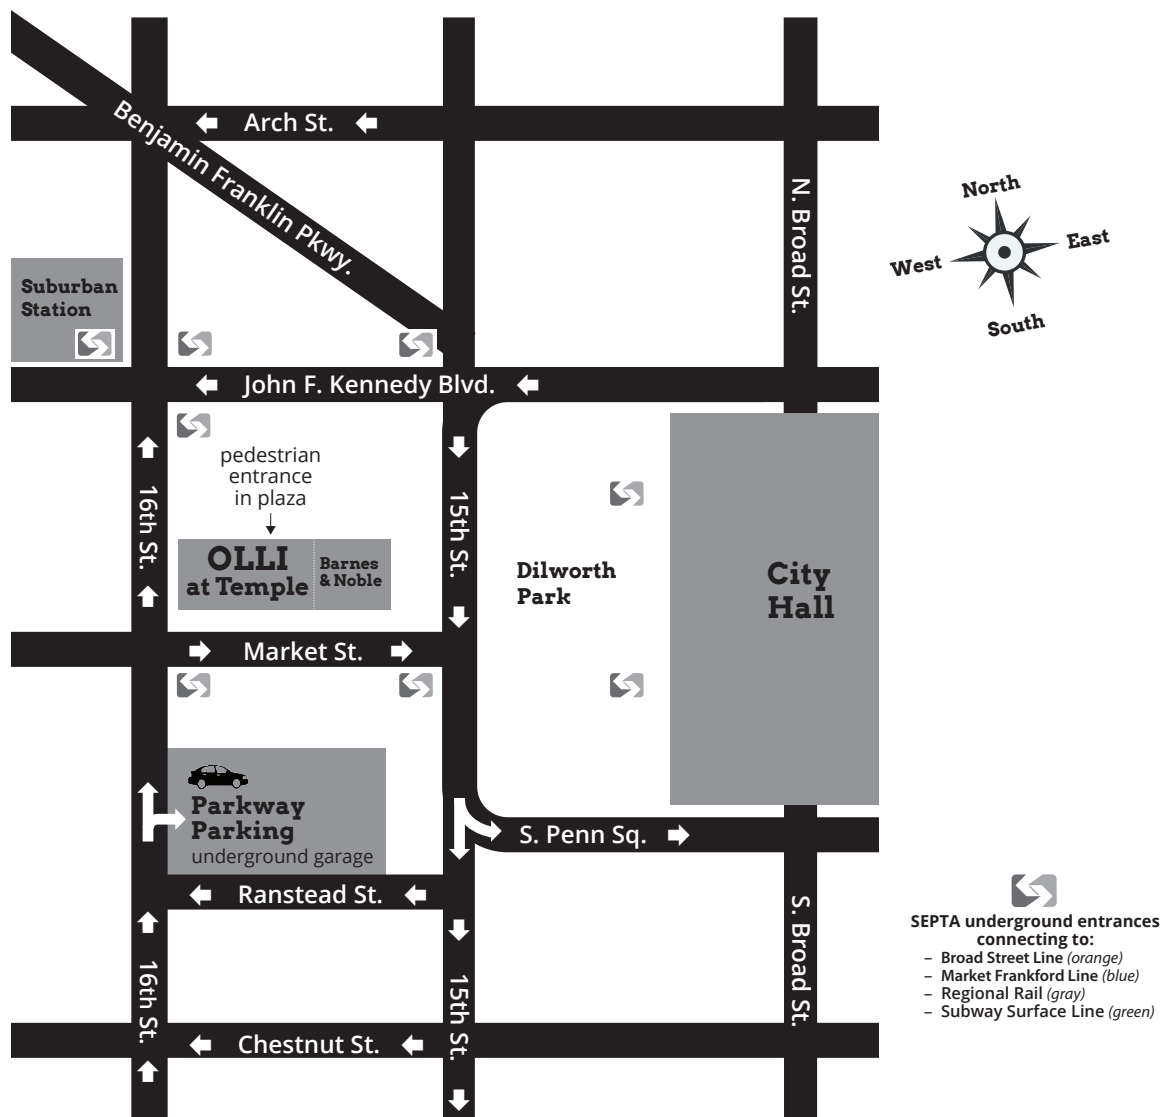 Arch St.
Benjamin Franklin Pkwy.
N. Broad St.
North
East
West
South
Suburban
Station
John F. Kennedy Blvd.
pedestrian
entrance
in plaza
16th St.
15th St.
OLLI
at Temple
Barnes
& Noble
Dilworth
Park
City
Hall
Market St.
Parkway
Parking
underground garage
S. Penn Sq.
Ranstead St.
S. Broad St.
16th St.
15th St.
Chestnut St.
SEPTA underground entrances
connecting to:
– Broad Street Line (orange)
– Market Frankford Line (blue)
– Regional Rail (gray)
– Subway Surface Line (green)